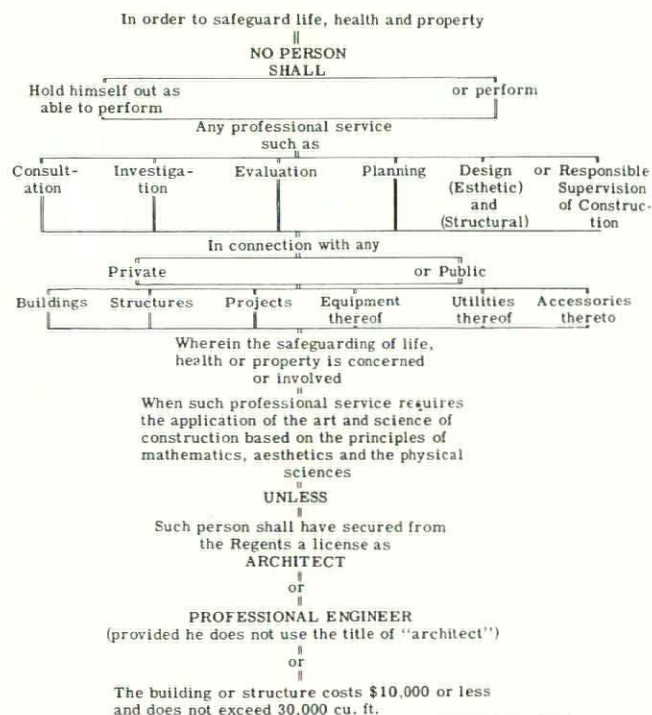 In order to safeguard life, health and property
NO PERSON
SHALL
Hold himself out as
able to perform
or perform
Any professional service
such as
Consult-
ation
Investiga-
tion
Evaluation
Planning
Design
(Esthetic)
and
(Structural)
or Responsible
Supervision
of Construc-
tion
In connection with any
Private
or Public
Buildings
Structures
Projects
Equipment
thereof
Utilities
thereof
Accessories
thereto
Wherein the safeguarding of life,
health or property is concerned
or involved
When such professional service requires
the application of the art and science of
construction based on the principles of
mathematics, aesthetics and the physical
sciences
UNLESS
Such person shall have secured from
the Regents a license as
ARCHITECT
or
PROFESSIONAL ENGINEER
(provided he does not use the title of "architect")
or
The building or structure costs $10,000 or less
and does not exceed 30,000 cu. ft.